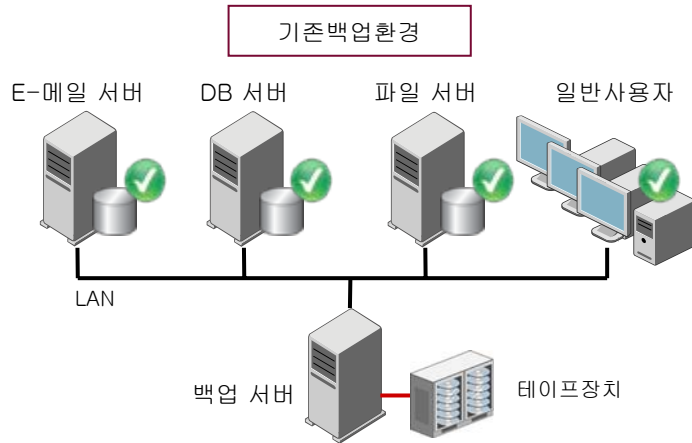 기존백업환경
E-메일 서버
DB 서버
파일 서버
일반사용자
LAN
백업 서버
테이프장치